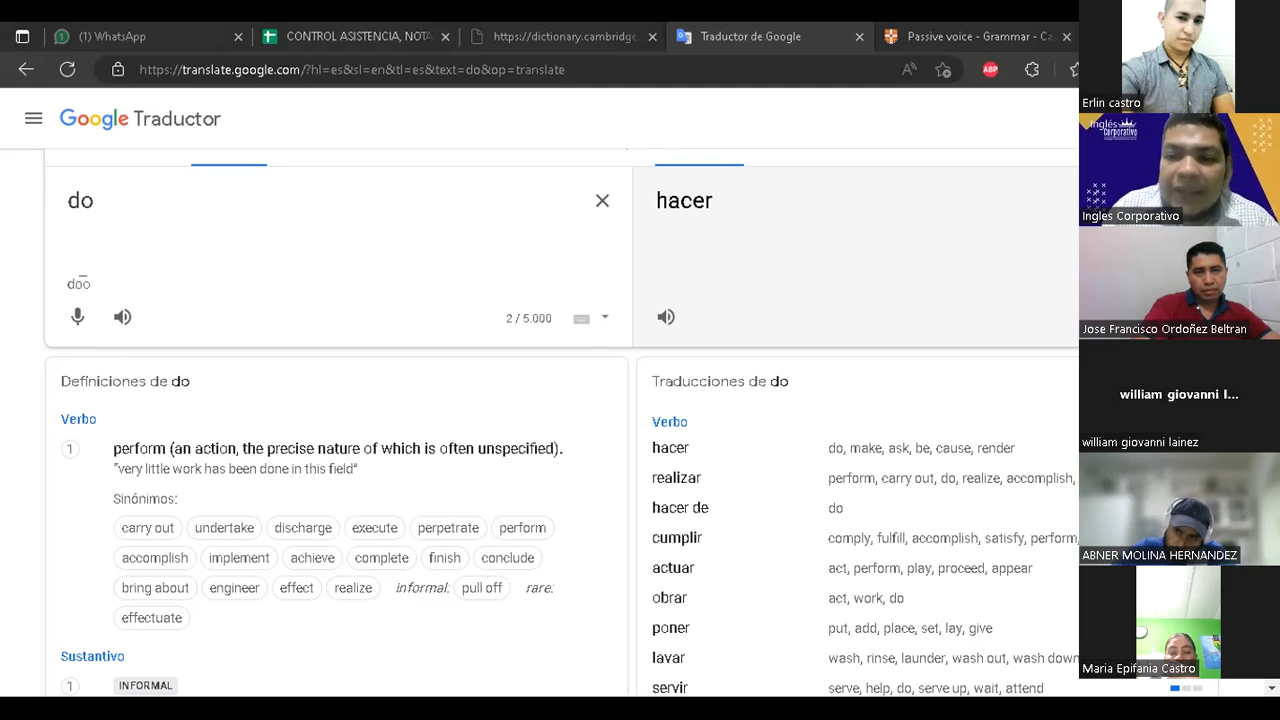 (1) WhatsApp
CONTROL ASISTENCIA, NOTA
https://dictionary.cambridge.
Traductor de Google
Passive voice - Grammar - Ca
https://translate.google.com/?hl=es&sl=en&tl=es&text=do&op=translate
ABP
Google Traductor
do
hacer
doō
2 / 5.000
Definiciones de do
Verbo
1
perform (an action, the precise nature of which is often unspecified).
"very little work has been done in this field"
Sinónimos:
carry out
undertake
discharge
execute
perpetrate
perform
accomplish
implement
achieve
complete
finish
conclude
bring about
engineer
effect
realize
informal:
pull off
rare:
effectuate
Sustantivo
1
INFORMAL
Traducciones de do
Verbo
hacer
do, make, ask, be, cause, render
realizar
perform, carry out, do, realize, accomplish,
hacer de
do
cumplir
comply, fulfill, accomplish, satisfy, perform,
actuar
act, perform, play, proceed, appear
obrar
act, work, do
poner
put, add, place, set, lay, give
lavar
wash, rinse, launder, wash out, wash down
servir
serve, help, do, serve up, wait, attend
Erlin castro
Inglés
Corporativo
Ingles Corporativo
Jose Francisco Ordoñez Beltran
william giovanni l...
william giovanni lainez
ABNER MOLINA HERNANDEZ
Maria Epifania Castro